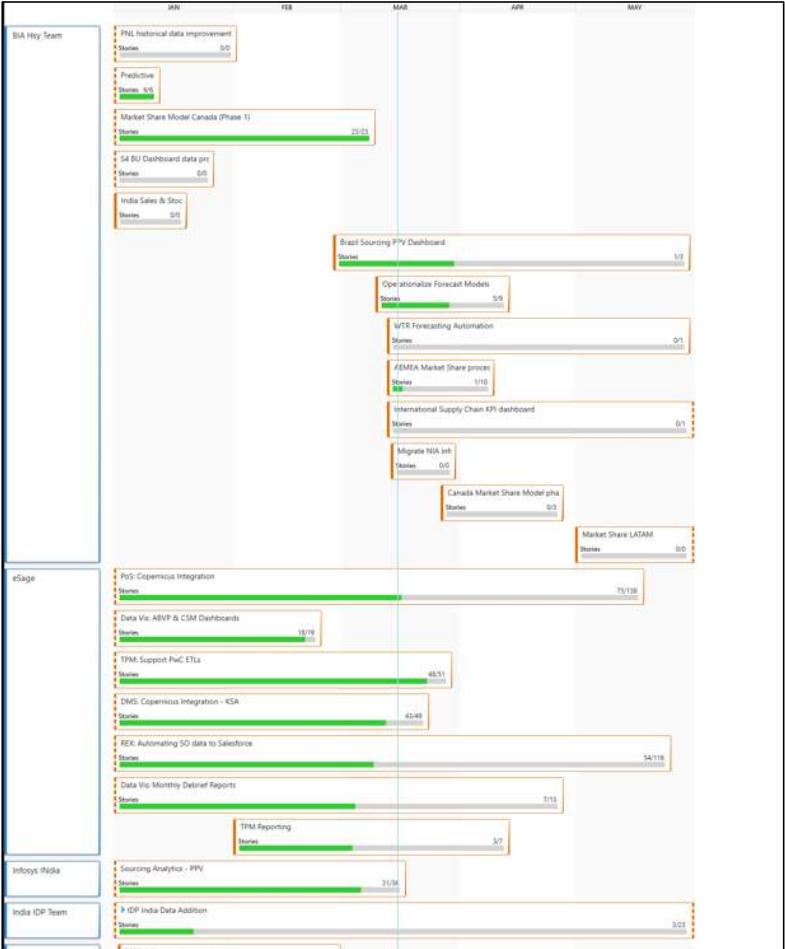 JAN FEB MAR APR MAY
BIA Hsy Team
PNL historical data improvement
Stories 0/0
Predictive
Stories 6/6
Market Share Model Canada (Phase 1)
Stories 23/23
S4 BU Dashboard data pro
Stories 0/0
India Sales & Stoc
Stories 0/0
Brazil Sourcing PPV Dashboard
Stories 1/3
Operationalize Forecast Models
Stories 5/9
WTR Forecasting Automation
Stories 0/1
AEMEA Market Share proces
Stories 1/10
International Supply Chain KPI dashboard
Stories 0/1
Migrate NIA infr
Stories 0/0
Canada Market Share Model pha
Stories 0/3
Market Share LATAM
Stories 0/0
eSage
PoS: Copernicus Integration
Stories 75/138
Data Vis: ABVP & CSM Dashboards
Stories 18/19
TPM: Support PwC ETLs
Stories 48/51
DMS: Copernicus Integration - KSA
Stories 43/49
REX: Automating SO data to Salesforce
Stories 54/116
Data Vis: Monthly Debrief Reports
Stories 7/13
TPM Reporting
Stories 3/7
Infosys INdia
Sourcing Analytics - PPV
Stories 31/36
India IDP Team
IDP India Data Addition
Stories 3/23